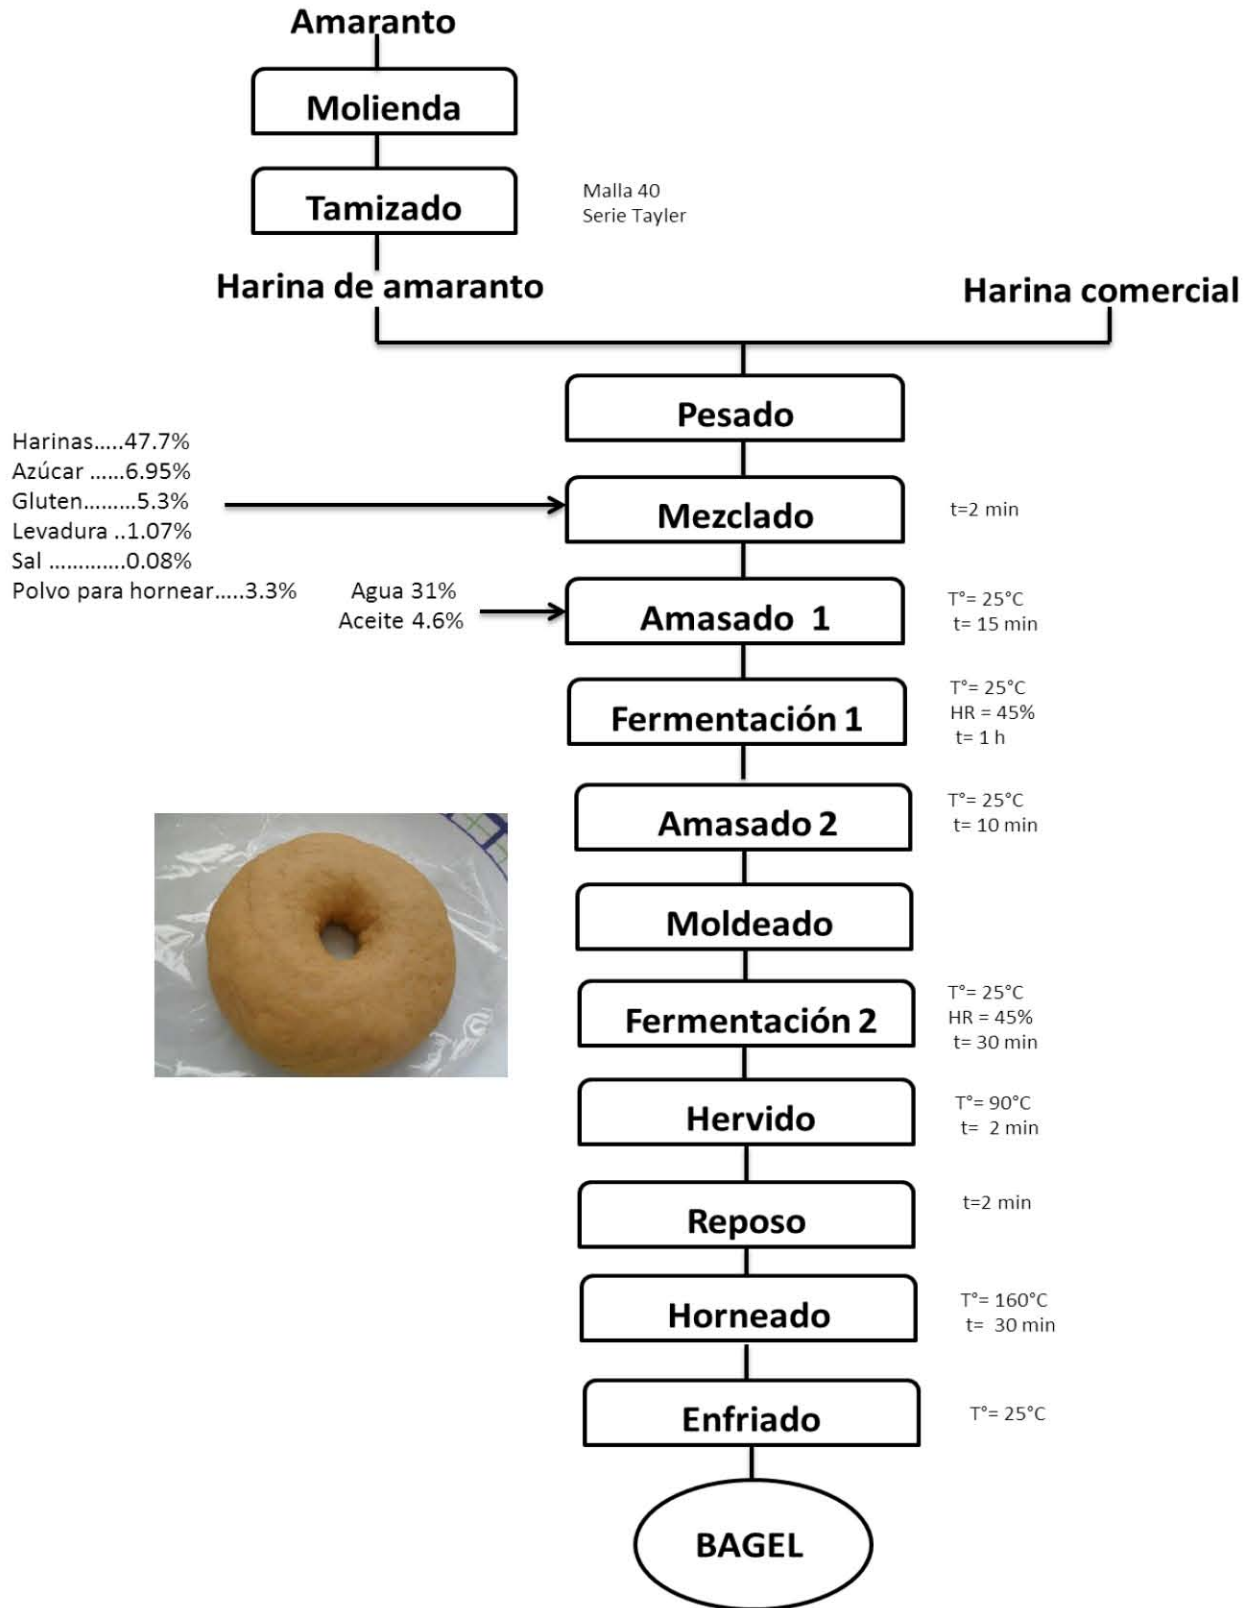 Amaranto
Molienda
Tamizado
Malla 40
Serie Tayler
Harina de amaranto
Harina comercial
Pesado
Harinas.....47.7%
Azúcar ......6.95%
Gluten.........5.3%
Levadura ..1.07%
Sal .............0.08%
Polvo para hornear.....3.3%
Mezclado
t=2 min
Agua 31%
Aceite 4.6%
Amasado 1
T°= 25°C
t= 15 min
Fermentación 1
T°= 25°C
HR = 45%
t= 1 h
Amasado 2
T°= 25°C
t= 10 min
Moldeado
Fermentación 2
T°= 25°C
HR = 45%
t= 30 min
Hervido
T°= 90°C
t= 2 min
Reposo
t=2 min
Horneado
T°= 160°C
t= 30 min
Enfriado
T°= 25°C
BAGEL